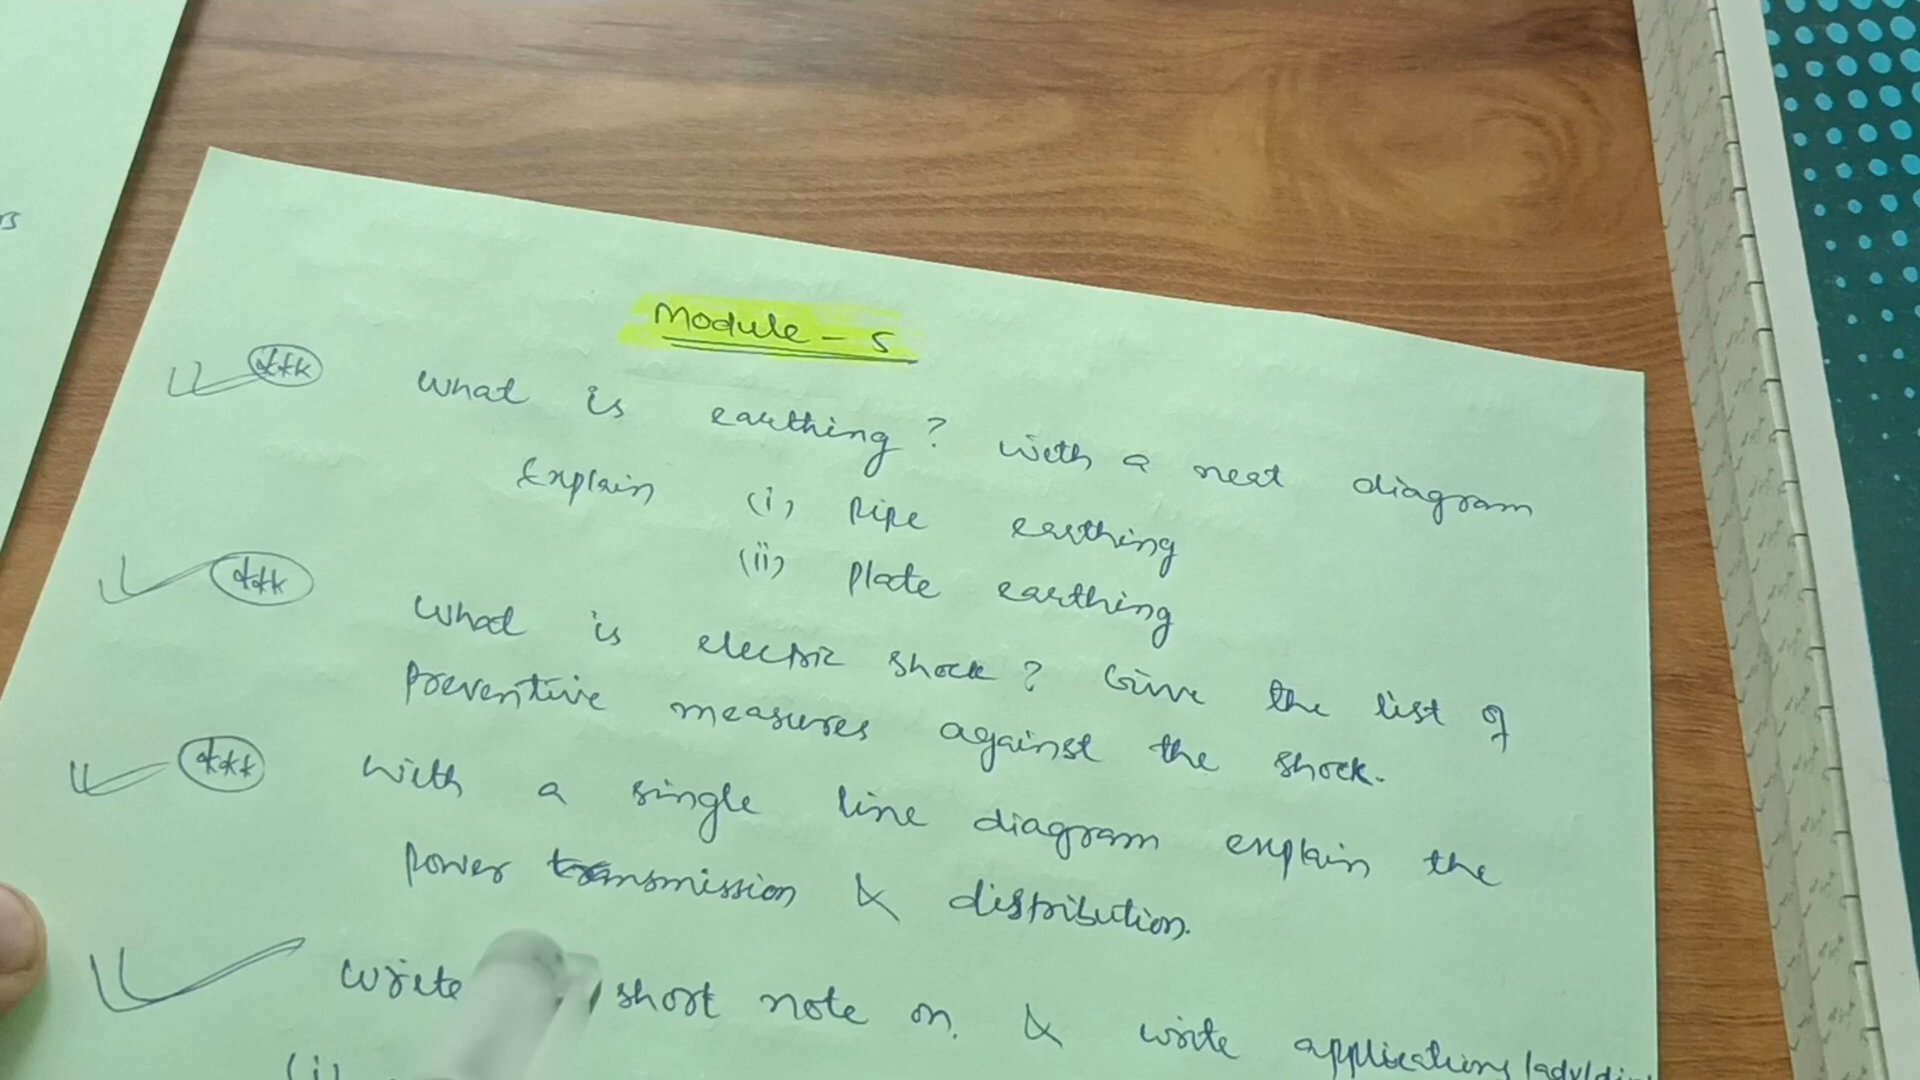 Module - 5
*** What is earthing? With a neat diagram
Explain (i) Pipe earthing
(ii) Plate earthing
*** What is electric shock? Give the list of
Preventive measures against the shock.
*** With a single line diagram explain the
Power transmission & distribution.
Write short note on. & write applications/adv/dis
(i)